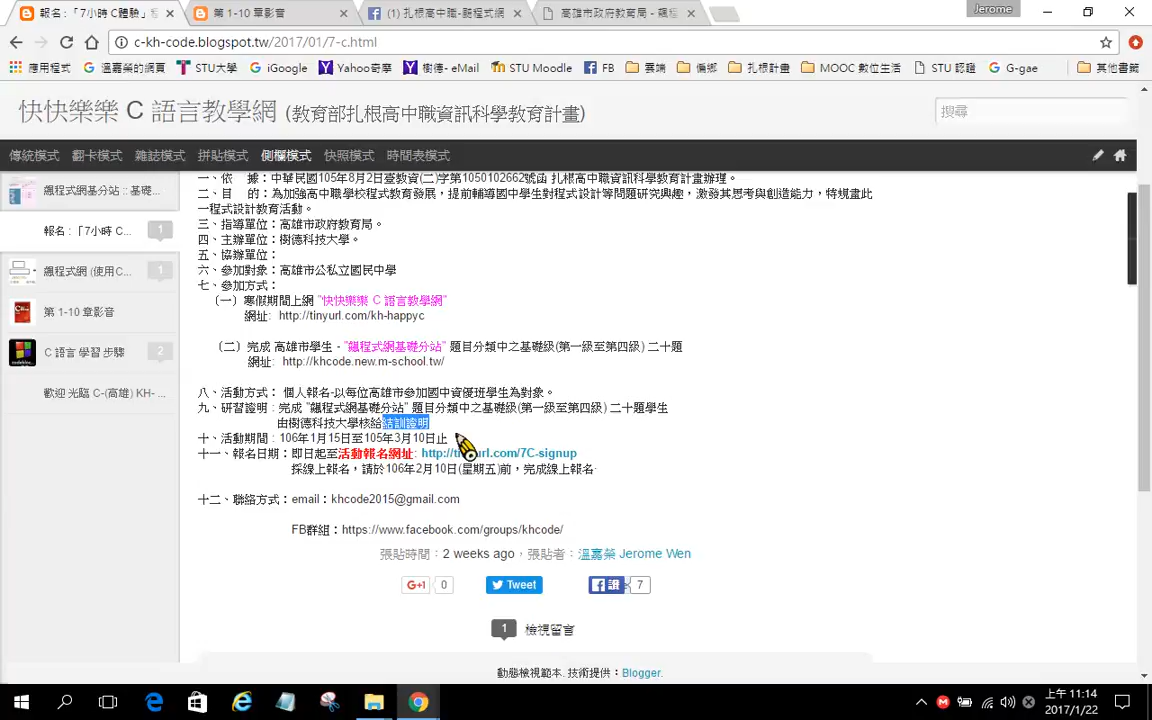 報名 : 「7小時 C體驗」 程
第 1-10 章影音
(1) 扎根高中職-飆程式網
高雄市政府教育局 - 飆程
Jerome
c-kh-code.blogspot.tw/2017/01/7-c.html
應用程式 溫嘉榮的網頁 STU大學 iGoogle Yahoo奇摩 樹德- eMail STU Moodle FB 雲端 偏鄉 扎根計畫 MOOC 數位生活 STU 認證 G-gae 其他書籤
快快樂樂 C 語言教學網 (教育部扎根高中職資訊科學教育計畫)
搜尋
傳統模式 翻卡模式 雜誌模式 拼貼模式 側欄模式 快照模式 時間表模式
飆程式網基分站 :: 基礎...
報名 : 「7小時 C... 1
飆程式網 (使用C... 1
第 1-10 章影音
C 語言 學習 步驟 2
歡迎 光臨 C-(高雄) KH- ...
一、依　據：中華民國105年8月2日臺教資(二)字第1050102662號函 扎根高中職資訊科學教育計畫辦理。
二、目　的：為加強高中職學校程式教育發展，提前輔導國中學生對程式設計等問題研究興趣，激發其思考與創造能力，特規畫此
一程式設計教育活動。
三、指導單位：高雄市政府教育局。
四、主辦單位：樹德科技大學。
五、協辦單位：
六、參加對象：高雄市公私立國民中學
七、參加方式：
（一）寒假期間上網 "快快樂樂 C 語言教學網"
網址: http://tinyurl.com/kh-happyc
（二）完成 高雄市學生 - "飆程式網基礎分站" 題目分類中之基礎級(第一級至第四級) 二十題
網址: http://khcode.new.m-school.tw/
八、活動方式： 個人報名-以每位高雄市參加國中資優班學生為對象。
九、研習證明 : 完成 "飆程式網基礎分站" 題目分類中之基礎級(第一級至第四級) 二十題學生
由樹德科技大學核給結訓證明
十、活動期間 : 106年1月15日至105年3月10日止
十一、報名日期：即日起至活動報名網址: http://tinyurl.com/7C-signup
採線上報名，請於106年2月10日(星期五)前，完成線上報名
十二、聯絡方式：email：khcode2015@gmail.com
FB群組：https://www.facebook.com/groups/khcode/
張貼時間：2 weeks ago，張貼者：溫嘉榮 Jerome Wen
G+1 0 Tweet 讚 7
1 檢視留言
動態檢視範本. 技術提供：Blogger.
上午 11:14
2017/1/22